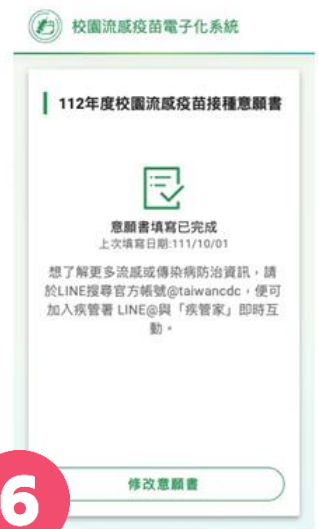 校園流感疫苗電子化系統
112年度校園流感疫苗接種意願書
意願書填寫已完成
上次填寫日期:111/10/01
想了解更多流感或傳染病防治資訊，請
於LINE搜尋官方帳號@taiwancdc，便可
加入疾管署 LINE@與「疾管家」即時互
動。
修改意願書
6